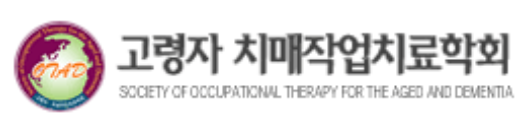 OTAD
고령자 치매작업치료학회
SOCIETY OF OCCUPATIONAL THERAPY FOR THE AGED AND DEMENTIA